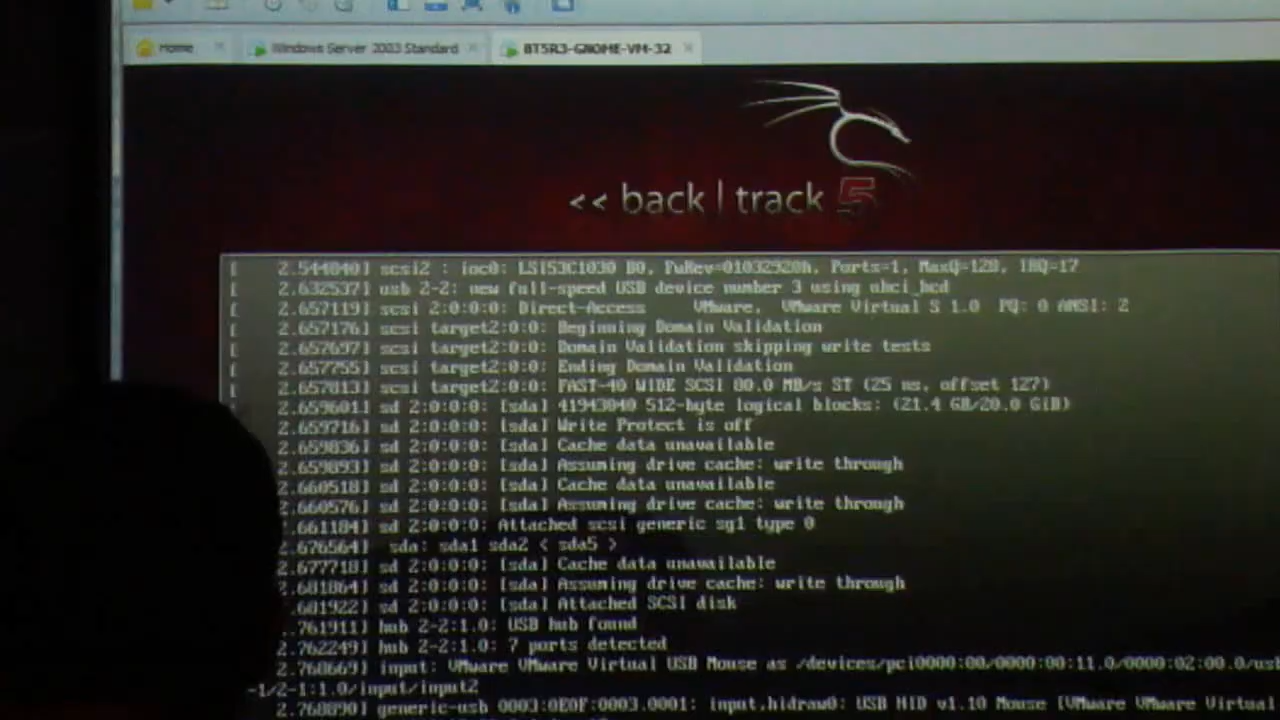 Home
Windows Server 2003 Standard
BT5R3-GNOME-VM-32
<< back | track 5
[ 2.544840] scsi2 : ioc0: LSI53C1030 B0, FwRev=01032920h, Ports=1, MaxQ=128, IRQ=17
[ 2.632537] usb 2-2: new full-speed USB device number 3 using uhci_hcd
[ 2.657119] scsi 2:0:0:0: Direct-Access VMware, VMware Virtual S 1.0 PQ: 0 ANSI: 2
[ 2.657176] scsi target2:0:0: Beginning Domain Validation
[ 2.657697] scsi target2:0:0: Domain Validation skipping write tests
[ 2.657755] scsi target2:0:0: Ending Domain Validation
[ 2.657813] scsi target2:0:0: FAST-40 WIDE SCSI 80.0 MB/s ST (25 ns, offset 127)
2.659601] sd 2:0:0:0: [sda] 41943040 512-byte logical blocks: (21.4 GB/20.0 GiB)
2.659716] sd 2:0:0:0: [sda] Write Protect is off
2.659836] sd 2:0:0:0: [sda] Cache data unavailable
2.659893] sd 2:0:0:0: [sda] Assuming drive cache: write through
2.660518] sd 2:0:0:0: [sda] Cache data unavailable
2.660576] sd 2:0:0:0: [sda] Assuming drive cache: write through
.661184] sd 2:0:0:0: Attached scsi generic sg1 type 0
2.676564] sda: sda1 sda2 < sda5 >
2.677718] sd 2:0:0:0: [sda] Cache data unavailable
2.681864] sd 2:0:0:0: [sda] Assuming drive cache: write through
.681922] sd 2:0:0:0: [sda] Attached SCSI disk
.761911] hub 2-2:1.0: USB hub found
2.762249] hub 2-2:1.0: 7 ports detected
2.768669] input: VMware VMware Virtual USB Mouse as /devices/pci0000:00/0000:00:11.0/0000:02:00.0/usb
-1/2-1:1.0/input/input2
2.768890] generic-usb 0003:0E0F:0003.0001: input,hidraw0: USB HID v1.10 Mouse [VMware VMware Virtual